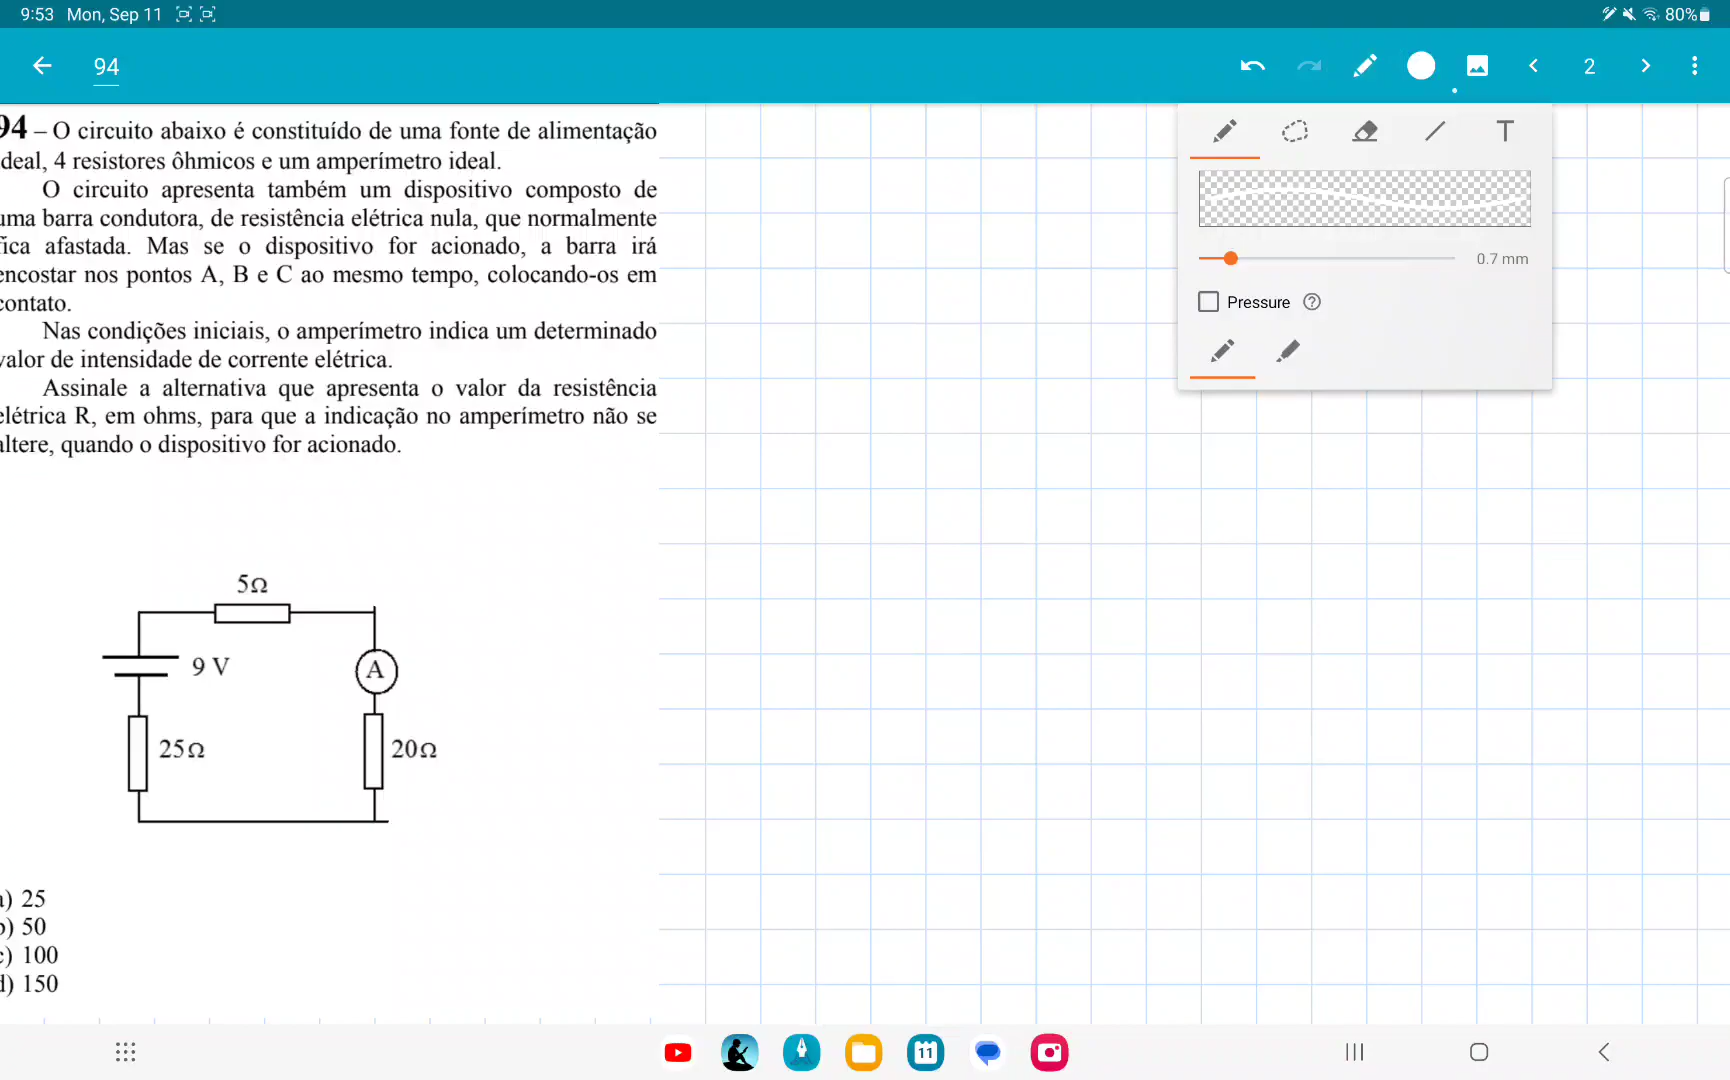 9:53 Mon, Sep 11 80%
94 2
94 – O circuito abaixo é constituído de uma fonte de alimentação
deal, 4 resistores ôhmicos e um amperímetro ideal.
O circuito apresenta também um dispositivo composto de
uma barra condutora, de resistência elétrica nula, que normalmente
fica afastada. Mas se o dispositivo for acionado, a barra irá
encostar nos pontos A, B e C ao mesmo tempo, colocando-os em
contato.
Nas condições iniciais, o amperímetro indica um determinado
valor de intensidade de corrente elétrica.
Assinale a alternativa que apresenta o valor da resistência
elétrica R, em ohms, para que a indicação no amperímetro não se
altere, quando o dispositivo for acionado.
T
0.7 mm
Pressure ?
5Ω
9 V
A
25Ω
20Ω
a) 25
b) 50
c) 100
d) 150
11